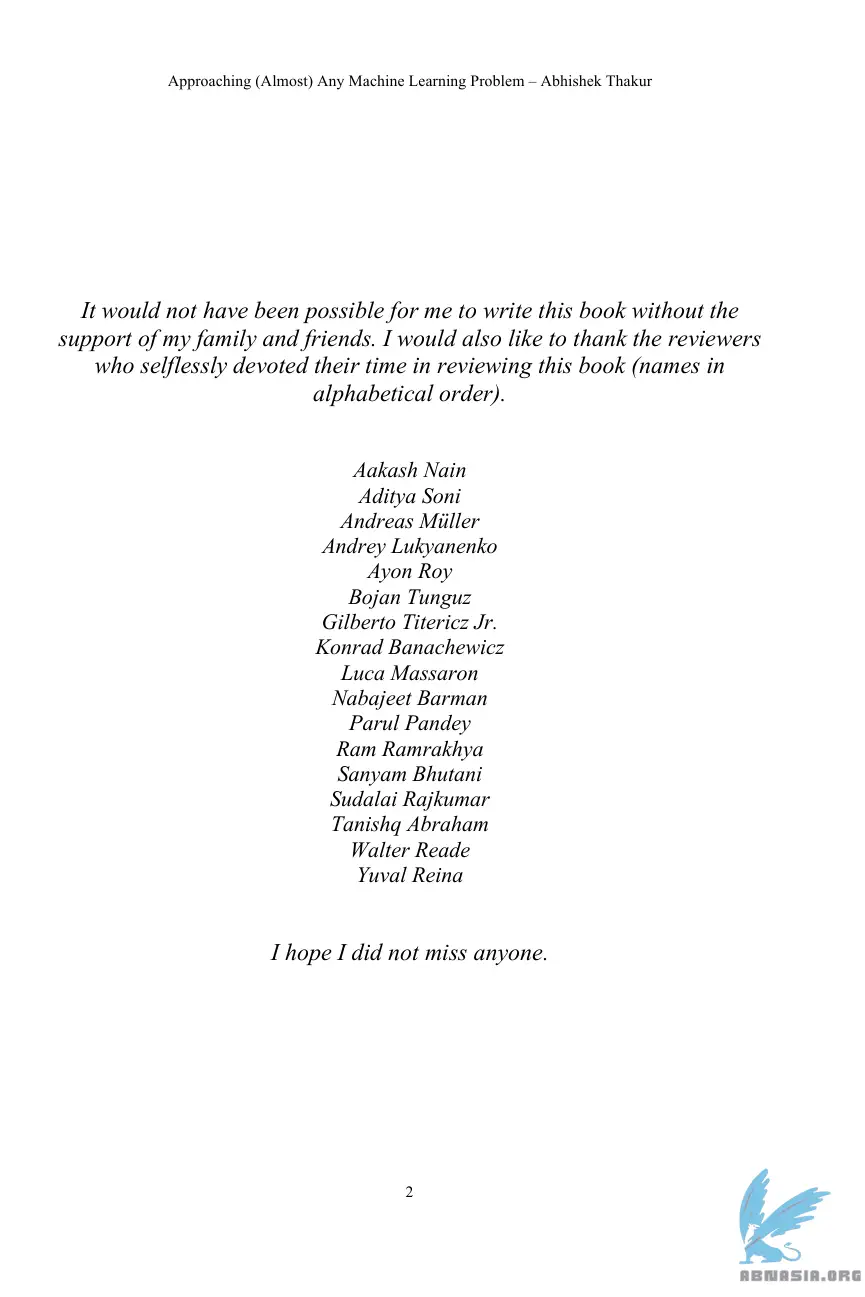 Approaching (Almost) Any Machine Learning Problem – Abhishek Thakur
It would not have been possible for me to write this book without the
support of my family and friends. I would also like to thank the reviewers
who selflessly devoted their time in reviewing this book (names in
alphabetical order).
Aakash Nain
Aditya Soni
Andreas Müller
Andrey Lukyanenko
Ayon Roy
Bojan Tunguz
Gilberto Titericz Jr.
Konrad Banachewicz
Luca Massaron
Nabajeet Barman
Parul Pandey
Ram Ramrakhya
Sanyam Bhutani
Sudalai Rajkumar
Tanishq Abraham
Walter Reade
Yuval Reina
I hope I did not miss anyone.
2
ABNASIA.ORG